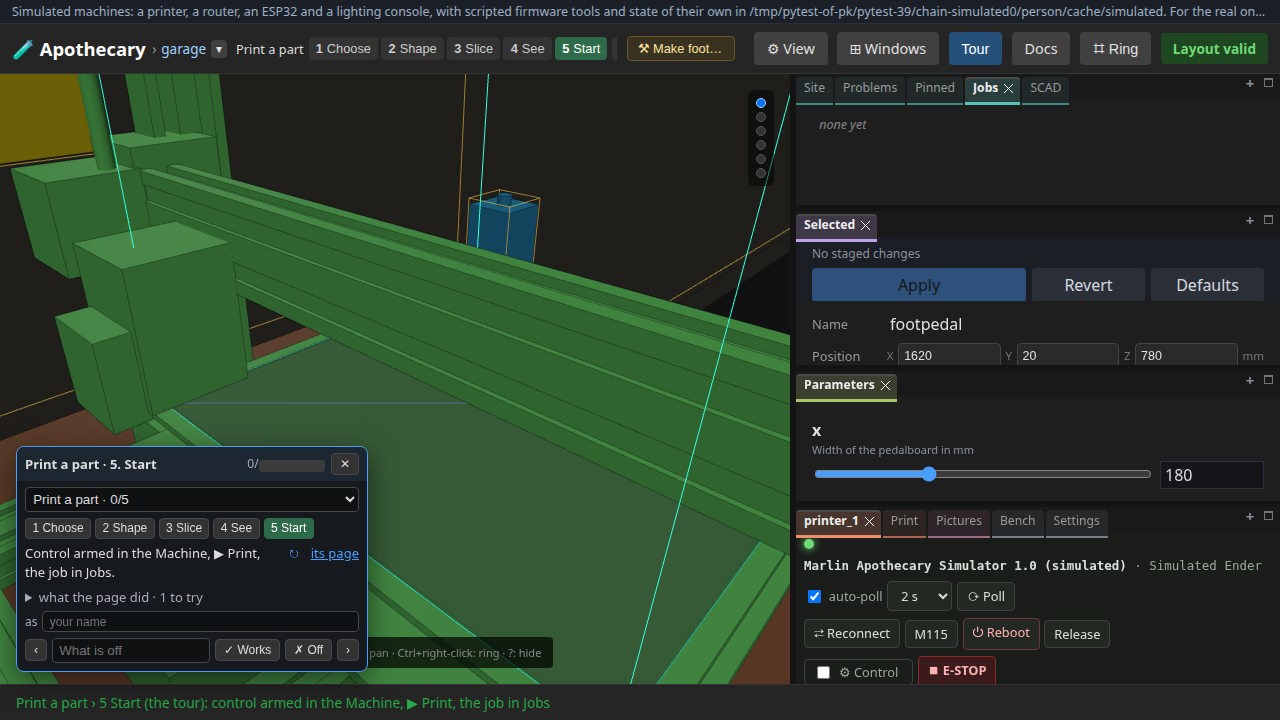 Simulated machines: a printer, a router, an ESP32 and a lighting console, with scripted firmware tools and state of their own in /tmp/pytest-of-pk/pytest-39/chain-simulated0/person/cache/simulated. For the real on...
Apothecary › garage ▾ Print a part 1 Choose 2 Shape 3 Slice 4 See 5 Start ⚒ Make foot… ⚙ View ⊞ Windows Tour Docs ⌗ Ring Layout valid
Site Problems Pinned Jobs SCAD
none yet
Selected
No staged changes
Apply Revert Defaults
Name footpedal
Position X 1620 Y 20 Z 780 mm
Parameters
x
Width of the pedalboard in mm
180
printer_1 Print Pictures Bench Settings
Marlin Apothecary Simulator 1.0 (simulated) · Simulated Ender
auto-poll 2 s ⟳ Poll
⇄ Reconnect M115 ⏻ Reboot Release
⚙ Control ■ E-STOP
Print a part · 5. Start 0/ ✕
Print a part · 0/5
1 Choose 2 Shape 3 Slice 4 See 5 Start
Control armed in the Machine, ▶ Print, ↻ its page
the job in Jobs.
▶ what the page did · 1 to try
as your name
‹ What is off ✓ Works ✗ Off ›
pan · Ctrl+right-click: ring · ?: hide
Print a part › 5 Start (the tour): control armed in the Machine, ▶ Print, the job in Jobs